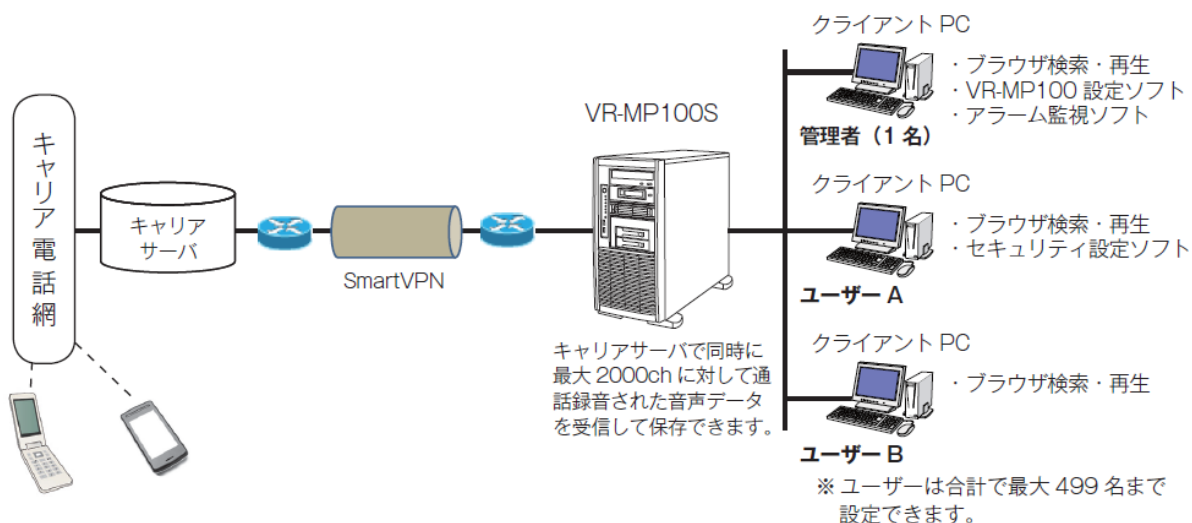 キャリア電話網
キャリア
サーバ
SmartVPN
VR-MP100S
キャリアサーバで同時に
最大 2000ch に対して通
話録音された音声データ
を受信して保存できます。
クライアント PC
・ブラウザ検索・再生
・VR-MP100 設定ソフト
・アラーム監視ソフト
管理者（1 名）
クライアント PC
・ブラウザ検索・再生
・セキュリティ設定ソフト
ユーザー A
クライアント PC
・ブラウザ検索・再生
ユーザー B
※ ユーザーは合計で最大 499 名まで
設定できます。